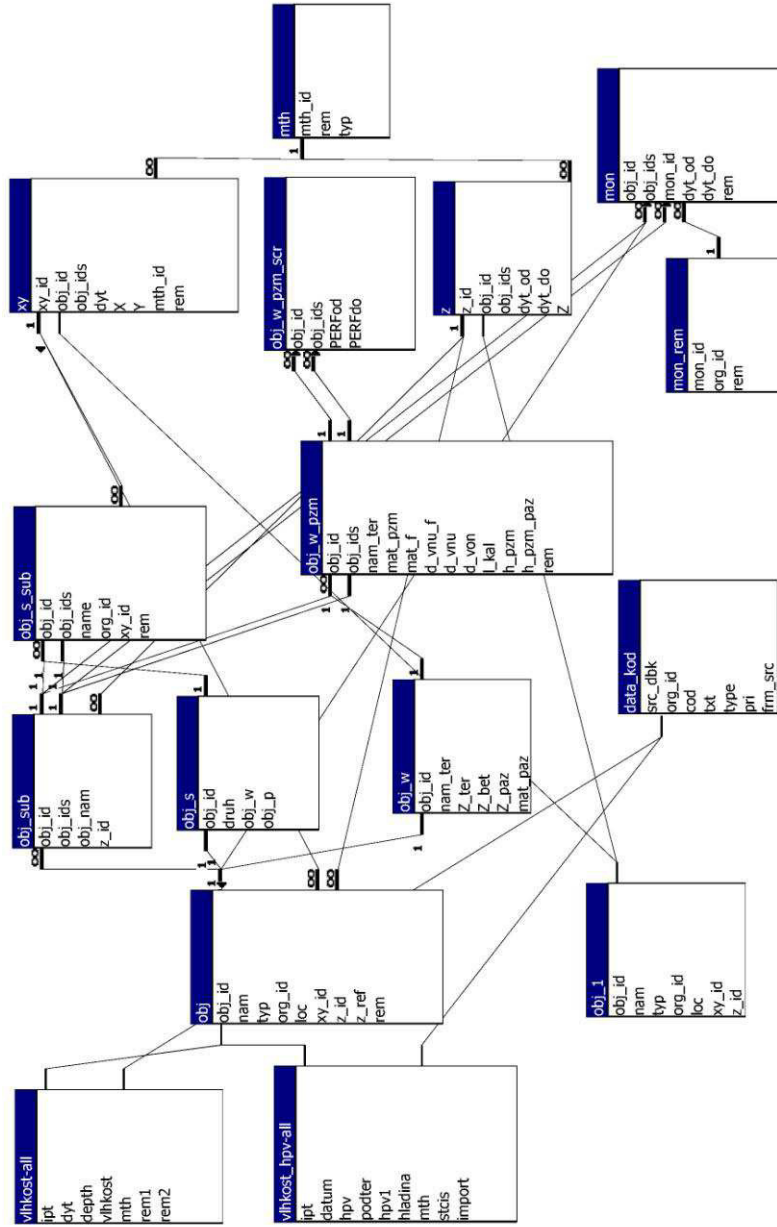 vlhkost-all
ipt
dyt
depth
vlhkost
mth
rem1
rem2
vlhkost_hpv-all
ipt
datum
hpv
podter
hpv1
hladina
mth
stcis
import
obj
obj_id
nam
typ
org_id
loc
xy_id
z_id
z_ref
rem
obj_1
obj_id
nam
typ
org_id
loc
xy_id
z_id
obj_sub
obj_id
obj_ids
obj_nam
z_id
obj_s
obj_id
druh
obj_w
obj_p
obj_w
obj_id
nam_ter
Z_ter
Z_bet
Z_paz
mat_paz
data_kod
src_dbk
org_id
cod
txt
type
pri
frm_src
obj_s_sub
obj_id
obj_ids
name
org_id
xy_id
rem
obj_w_pzm
obj_id
obj_ids
nam_ter
mat_pzm
mat_f
d_vnu_f
d_vnu
d_von
l_kal
h_pzm
h_pzm_paz
rem
xy
xy_id
obj_id
obj_ids
dyt
X
Y
mth_id
rem
obj_w_pzm_scr
obj_id
obj_ids
PERFod
PERFdo
z
z_id
obj_id
obj_ids
dyt_od
dyt_do
Z
mon_rem
mon_id
org_id
rem
mth
mth_id
rem
typ
mon
obj_id
obj_ids
mon_id
dyt_od
dyt_do
rem